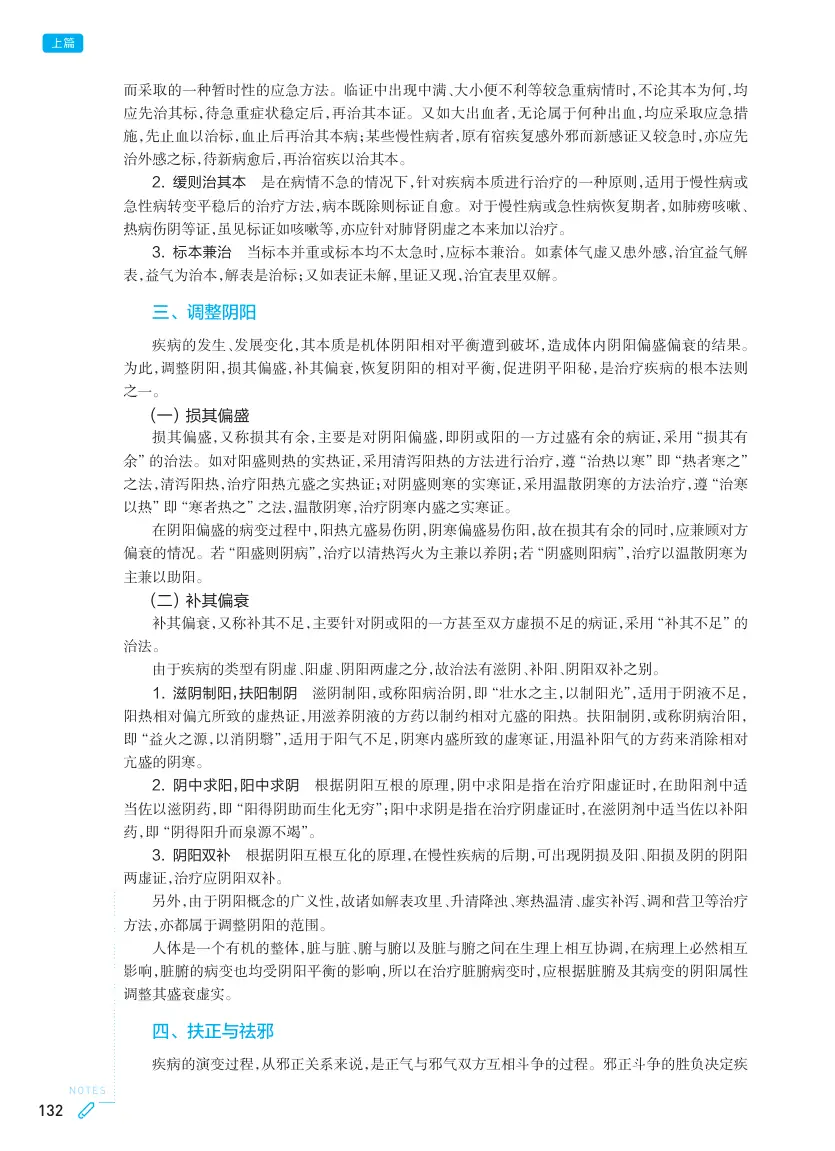 上篇
而采取的一种暂时性的应急方法。临证中出现中满、大小便不利等较急重病情时,不论其本为何,均
应先治其标,待急重症状稳定后,再治其本证。又如大出血者,无论属于何种出血,均应采取应急措
施,先止血以治标,血止后再治其本病;某些慢性病者,原有宿疾复感外邪而新感证又较急时,亦应先
治外感之标,待新病愈后,再治宿疾以治其本。
2. 缓则治其本 是在病情不急的情况下,针对疾病本质进行治疗的一种原则,适用于慢性病或
急性病转变平稳后的治疗方法,病本既除则标证自愈。对于慢性病或急性病恢复期者,如肺痨咳嗽、
热病伤阴等证,虽见标证如咳嗽等,亦应针对肺肾阴虚之本来加以治疗。
3. 标本兼治 当标本并重或标本均不太急时,应标本兼治。如素体气虚又患外感,治宜益气解
表,益气为治本,解表是治标;又如表证未解,里证又现,治宜表里双解。
三、调整阴阳
疾病的发生、发展变化,其本质是机体阴阳相对平衡遭到破坏,造成体内阴阳偏盛偏衰的结果。
为此,调整阴阳,损其偏盛,补其偏衰,恢复阴阳的相对平衡,促进阴平阳秘,是治疗疾病的根本法则
之一。
(一) 损其偏盛
损其偏盛,又称损其有余,主要是对阴阳偏盛,即阴或阳的一方过盛有余的病证,采用“损其有
余”的治法。如对阳盛则热的实热证,采用清泻阳热的方法进行治疗,遵“治热以寒”即“热者寒之”
之法,清泻阳热,治疗阳热亢盛之实热证;对阴盛则寒的实寒证,采用温散阴寒的方法治疗,遵“治寒
以热”即“寒者热之”之法,温散阴寒,治疗阴寒内盛之实寒证。
在阴阳偏盛的病变过程中,阳热亢盛易伤阴,阴寒偏盛易伤阳,故在损其有余的同时,应兼顾对方
偏衰的情况。若“阳盛则阴病”,治疗以清热泻火为主兼以养阴;若“阴盛则阳病”,治疗以温散阴寒为
主兼以助阳。
(二) 补其偏衰
补其偏衰,又称补其不足,主要针对阴或阳的一方甚至双方虚损不足的病证,采用“补其不足”的
治法。
由于疾病的类型有阴虚、阳虚、阴阳两虚之分,故治法有滋阴、补阳、阴阳双补之别。
1. 滋阴制阳,扶阳制阴 滋阴制阳,或称阳病治阴,即“壮水之主,以制阳光”,适用于阴液不足,
阳热相对偏亢所致的虚热证,用滋养阴液的方药以制约相对亢盛的阳热。扶阳制阴,或称阴病治阳,
即“益火之源,以消阴翳”,适用于阳气不足,阴寒内盛所致的虚寒证,用温补阳气的方药来消除相对
亢盛的阴寒。
2. 阴中求阳,阳中求阴 根据阴阳互根的原理,阴中求阳是指在治疗阳虚证时,在助阳剂中适
当佐以滋阴药,即“阳得阴助而生化无穷”;阳中求阴是指在治疗阴虚证时,在滋阴剂中适当佐以补阳
药,即“阴得阳升而泉源不竭”。
3. 阴阳双补 根据阴阳互根互化的原理,在慢性疾病的后期,可出现阴损及阳、阳损及阴的阴阳
两虚证,治疗应阴阳双补。
另外,由于阴阳概念的广义性,故诸如解表攻里、升清降浊、寒热温清、虚实补泻、调和营卫等治疗
方法,亦都属于调整阴阳的范围。
人体是一个有机的整体,脏与脏、腑与腑以及脏与腑之间在生理上相互协调,在病理上必然相互
影响,脏腑的病变也均受阴阳平衡的影响,所以在治疗脏腑病变时,应根据脏腑及其病变的阴阳属性
调整其盛衰虚实。
四、扶正与祛邪
疾病的演变过程,从邪正关系来说,是正气与邪气双方互相斗争的过程。邪正斗争的胜负决定疾
NOTES
132